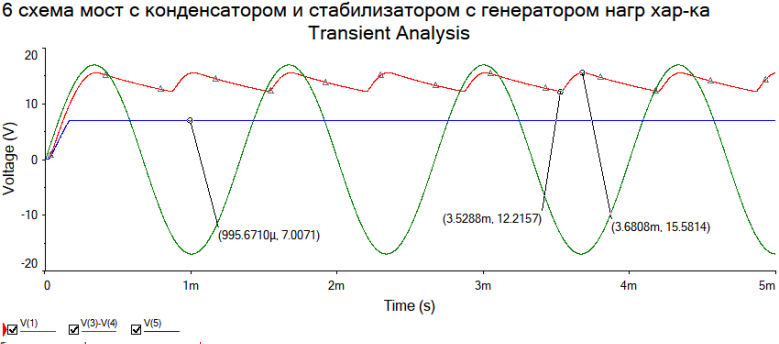 6 схема мост с конденсатором и стабилизатором с генератором нагр хар-ка
Transient Analysis
20
10
0
-10
-20
Voltage (V)
(995.6710µ, 7.0071)
(3.5288m, 12.2157)
(3.6808m, 15.5814)
0 1m 2m 3m 4m 5m
Time (s)
V(1) V(3)-V(4) V(5)